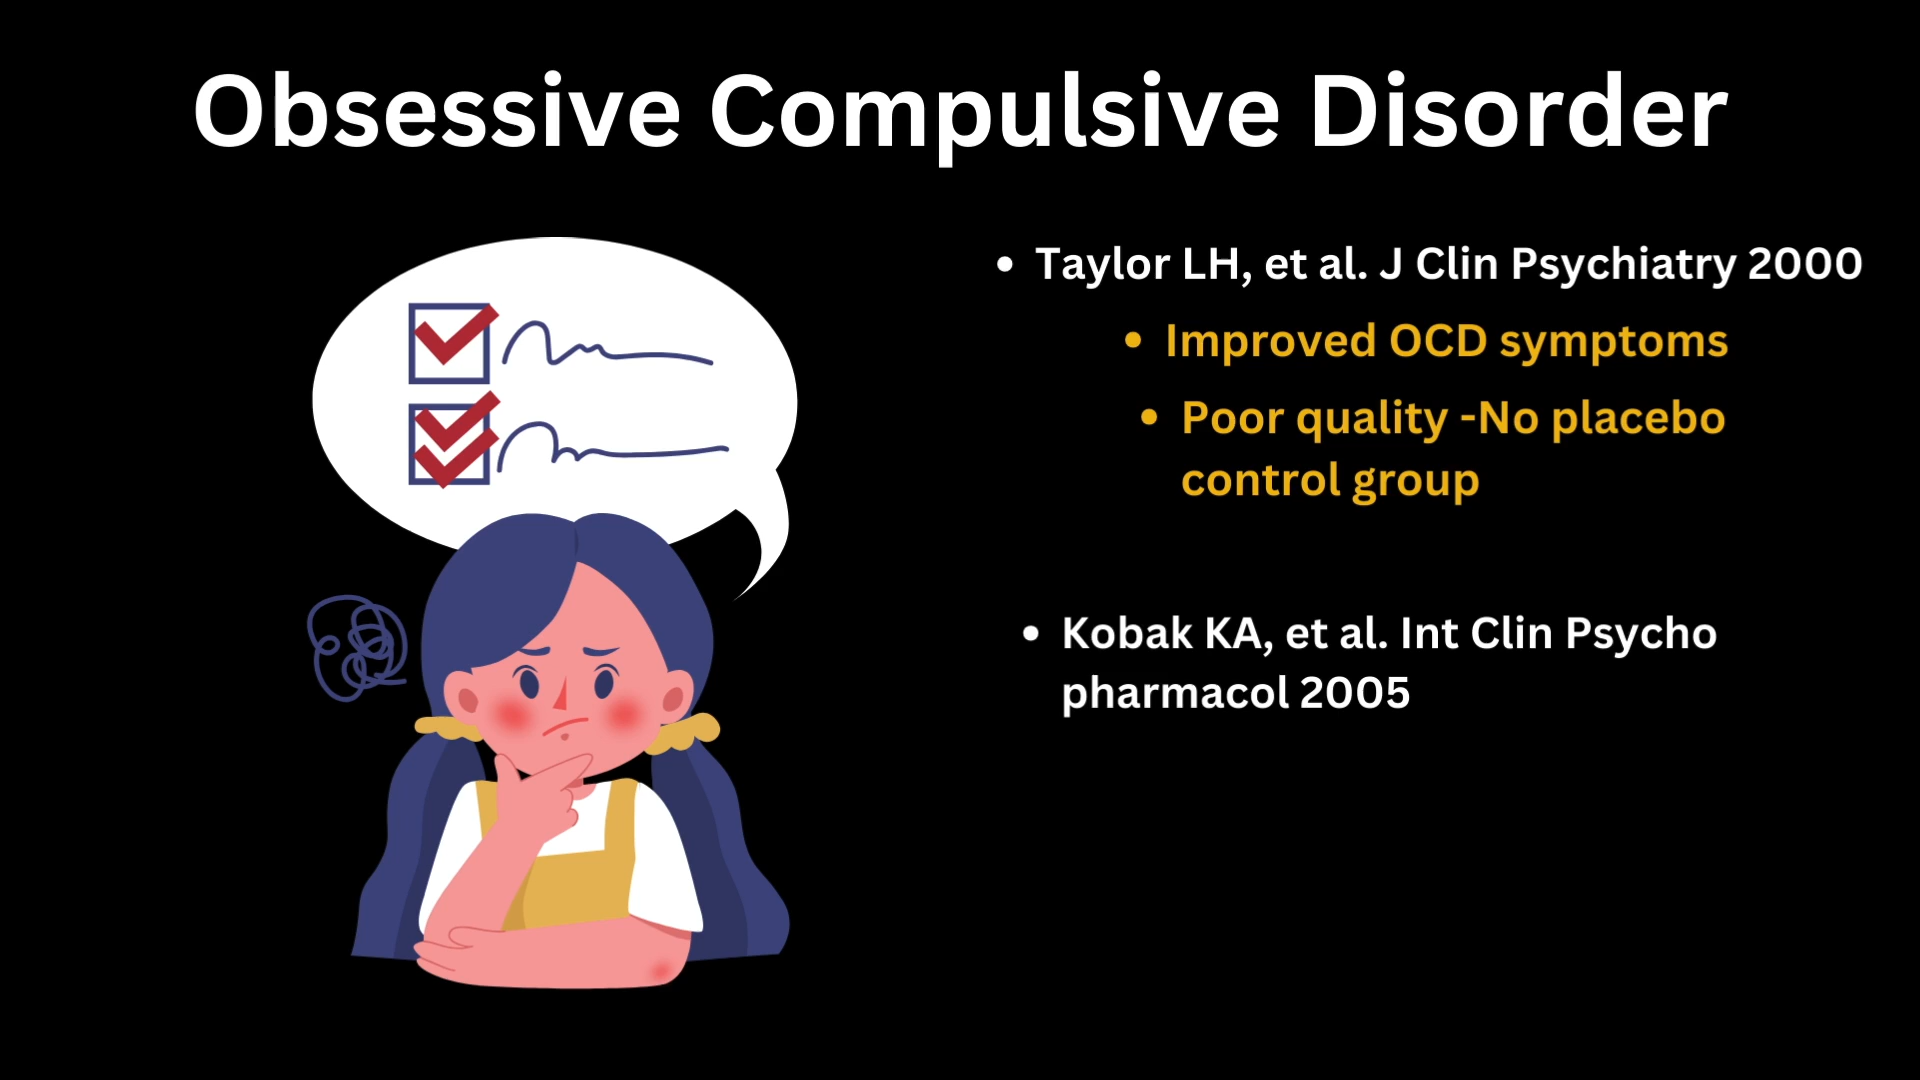 Obsessive Compulsive Disorder
• Taylor LH, et al. J Clin Psychiatry 2000
• Improved OCD symptoms
• Poor quality -No placebo
control group
• Kobak KA, et al. Int Clin Psycho
pharmacol 2005